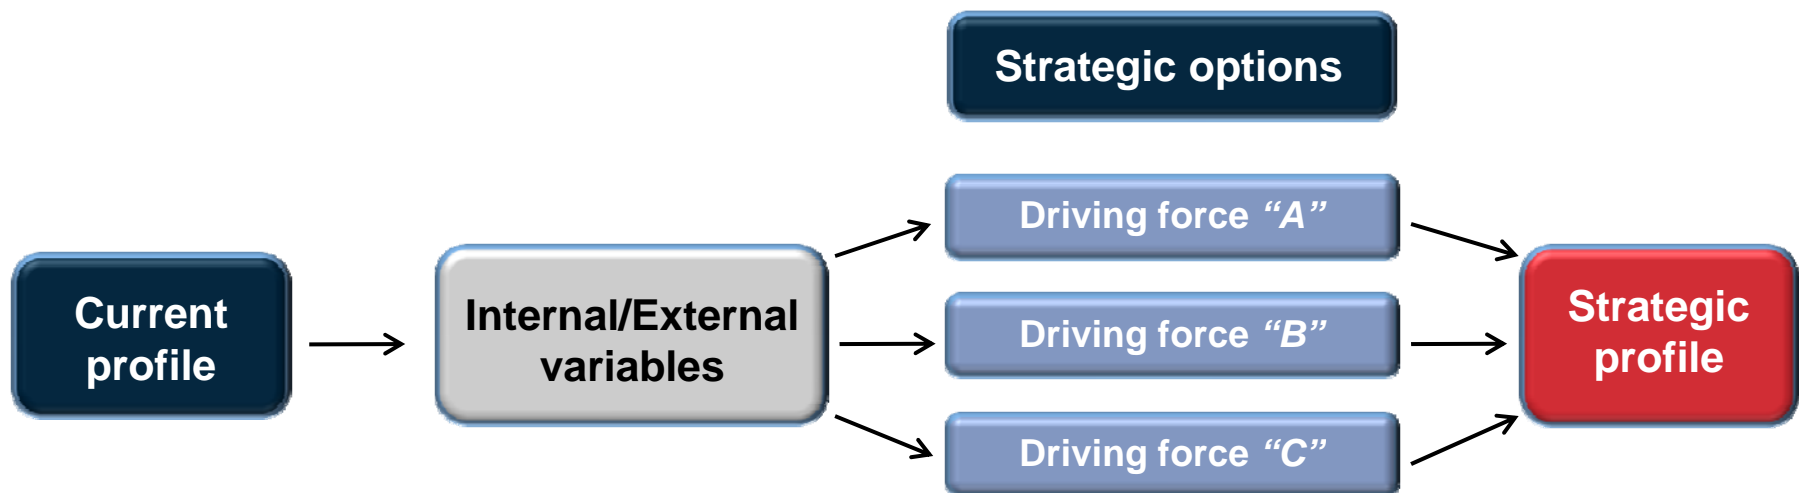 Strategic options
Current
profile
Internal/External
variables
Driving force “A”
Driving force “B”
Driving force “C”
Strategic
profile